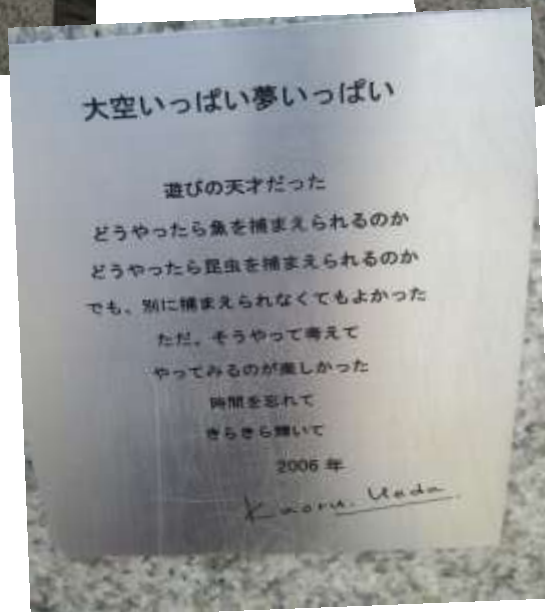 大空いっぱい夢いっぱい
遊びの天才だった
どうやったら魚を捕まえられるのか
どうやったら昆虫を捕まえられるのか
でも、別に捕まえられなくてもよかった
ただ、そうやって考えて
やってみるのが楽しかった
時間を忘れて
きらきら輝いて
2006 年
Kaoru. Ueda